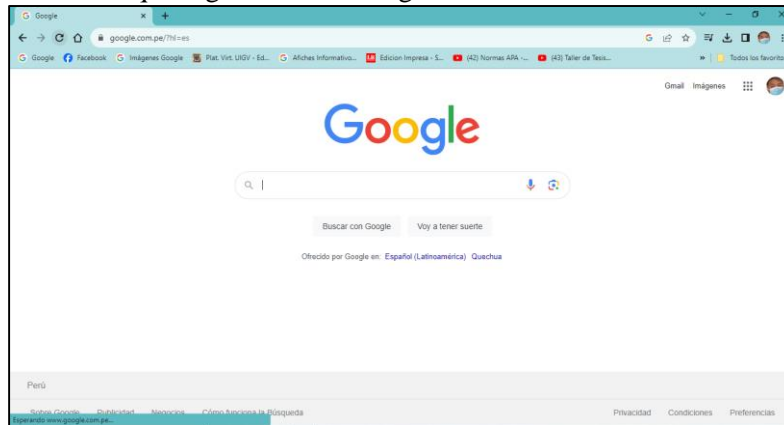 Google
google.com.pe/?hl=es
Google Facebook Imágenes Google Plat. Virt. UIGV - Ed... Afiches Informativo... Edicion Impresa - S... (42) Normas APA -... (43) Taller de Tesis... » Todos los favoritos
Gmail Imágenes
Google
Buscar con Google Voy a tener suerte
Ofrecido por Google en: Español (Latinoamérica) Quechua
Perú
Sobre Google Publicidad Negocios Cómo funciona la Búsqueda Privacidad Condiciones Preferencias
Esperando www.google.com.pe...